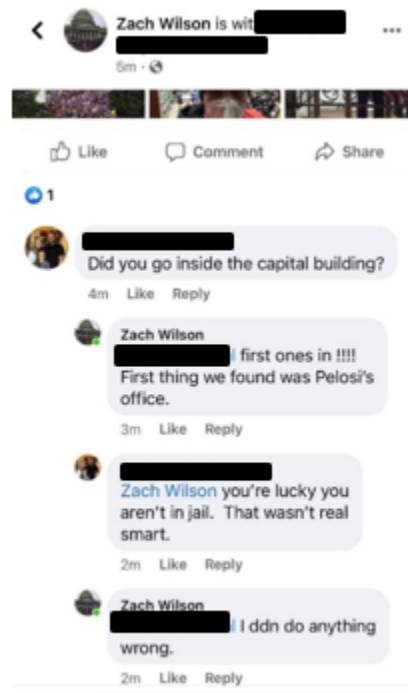 Zach Wilson is wit
5m
Like Comment Share
1
Did you go inside the capital building?
4m Like Reply
Zach Wilson
first ones in !!!!
First thing we found was Pelosi's
office.
3m Like Reply
Zach Wilson you're lucky you
aren't in jail. That wasn't real
smart.
2m Like Reply
Zach Wilson
I ddn do anything
wrong.
2m Like Reply